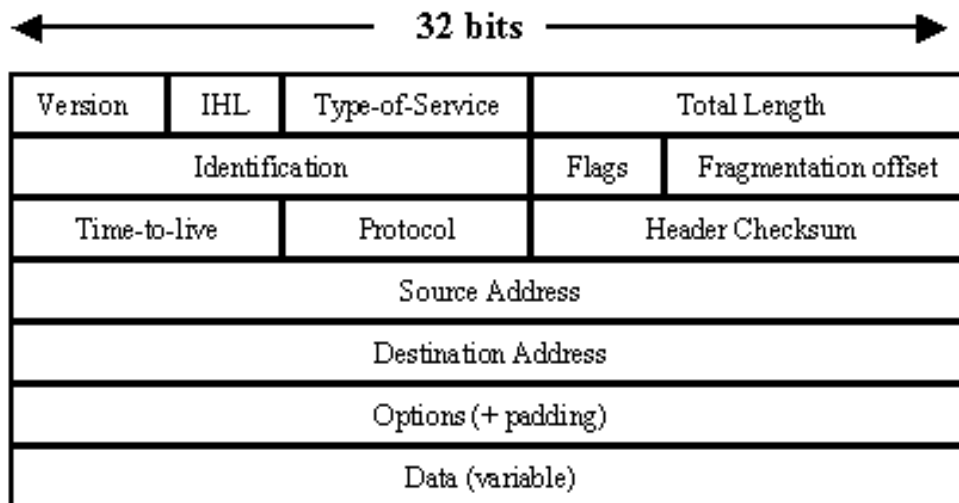 32 bits
Version IHL Type-of-Service Total Length
Identification Flags Fragmentation offset
Time-to-live Protocol Header Checksum
Source Address
Destination Address
Options (+ padding)
Data (variable)